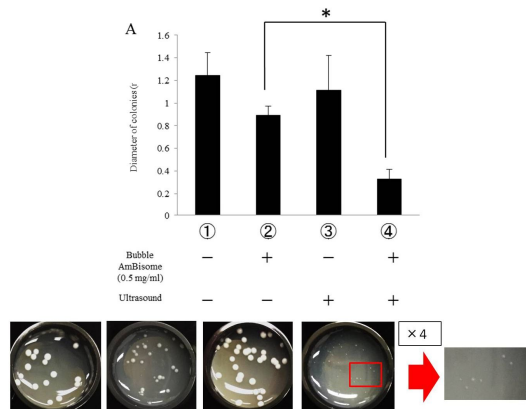 A
*
Diameter of colonies (r
1.6
1.4
1.2
1
0.8
0.6
0.4
0.2
0
① ② ③ ④
Bubble
AmBisome
(0.5 mg/ml)
− + − +
Ultrasound
− − + +
×4